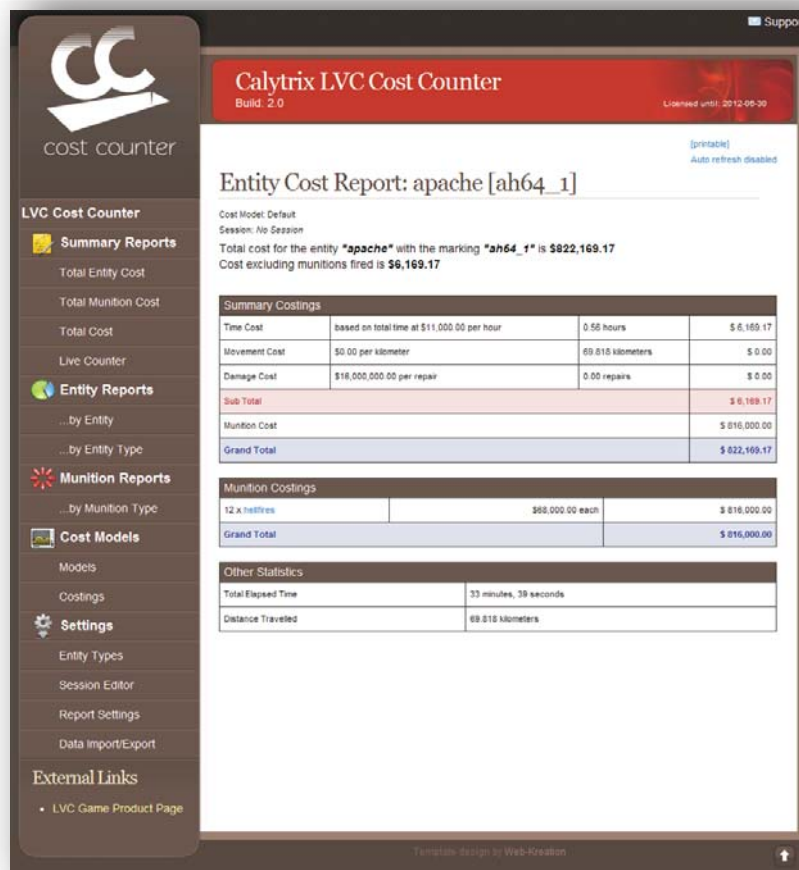 Suppor
cost counter
Calytrix LVC Cost Counter
Build: 2.0
Licensed until: 2012-06-30
[printable]
Auto refresh disabled
LVC Cost Counter
Summary Reports
Total Entity Cost
Total Munition Cost
Total Cost
Live Counter
Entity Reports
...by Entity
...by Entity Type
Munition Reports
...by Munition Type
Cost Models
Models
Costings
Settings
Entity Types
Session Editor
Report Settings
Data Import/Export
External Links
• LVC Game Product Page
Entity Cost Report: apache [ah64_1]
Cost Model: Default
Session: No Session
Total cost for the entity "apache" with the marking "ah64_1" is $822,169.17
Cost excluding munitions fired is $6,169.17
Summary Costings
Time Cost based on total time at $11,000.00 per hour 0.56 hours $ 6,169.17
Movement Cost $0.00 per kilometer 69.818 kilometers $ 0.00
Damage Cost $16,000,000.00 per repair 0.00 repairs $ 0.00
Sub Total $ 6,169.17
Munition Cost $ 816,000.00
Grand Total $ 822,169.17
Munition Costings
12 x hellfires $68,000.00 each $ 816,000.00
Grand Total $ 816,000.00
Other Statistics
Total Elapsed Time 33 minutes, 39 seconds
Distance Travelled 69.818 kilometers
Template design by Web-Kreation